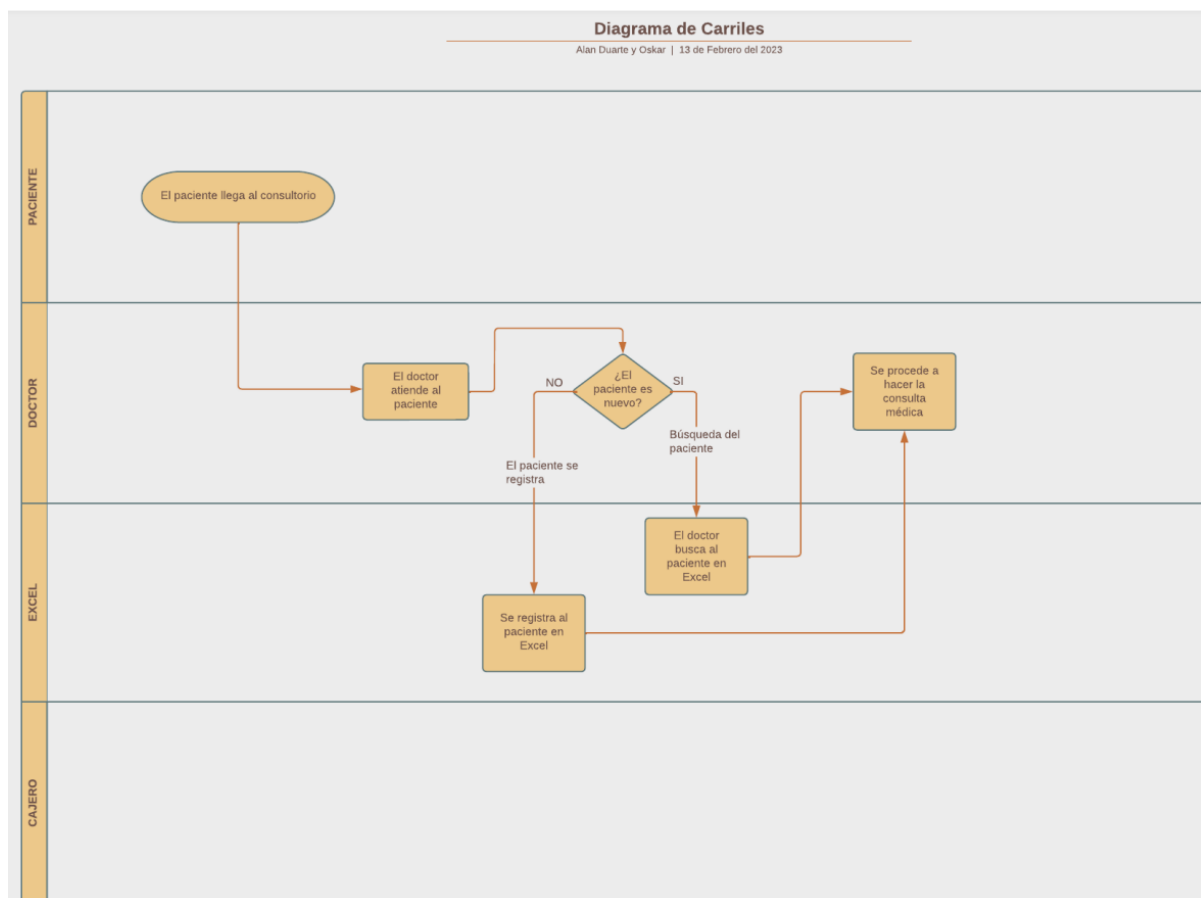 Diagrama de Carriles
Alan Duarte y Oskar | 13 de Febrero del 2023
PACIENTE
El paciente llega al consultorio
DOCTOR
El doctor
atiende al
paciente
¿El
paciente es
nuevo?
NO
SI
El paciente se
registra
Búsqueda del
paciente
Se procede a
hacer la
consulta
médica
EXCEL
Se registra al
paciente en
Excel
El doctor
busca al
paciente en
Excel
CAJERO